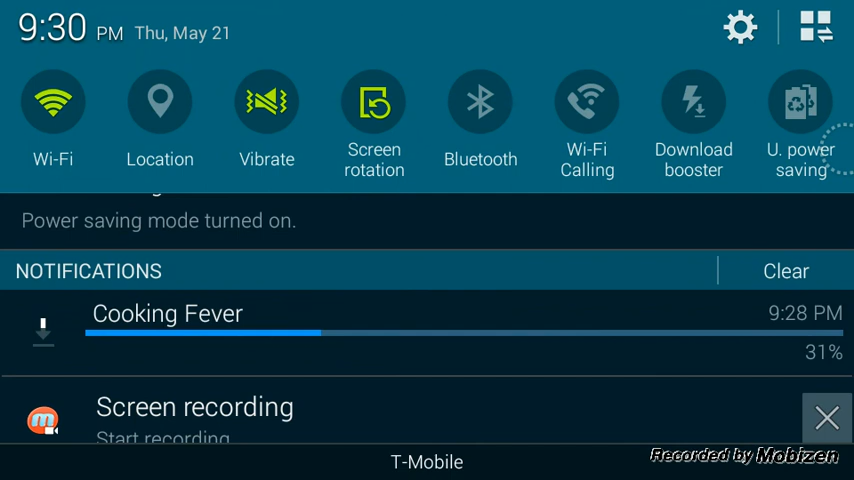 9:30 PM Thu, May 21
Wi-Fi
Location
Vibrate
Screen
rotation
Bluetooth
Wi-Fi
Calling
Download
booster
U. power
saving
Power saving mode turned on.
NOTIFICATIONS Clear
Cooking Fever 9:28 PM
31%
Screen recording
Start recording
T-Mobile
Recorded by Mobizen